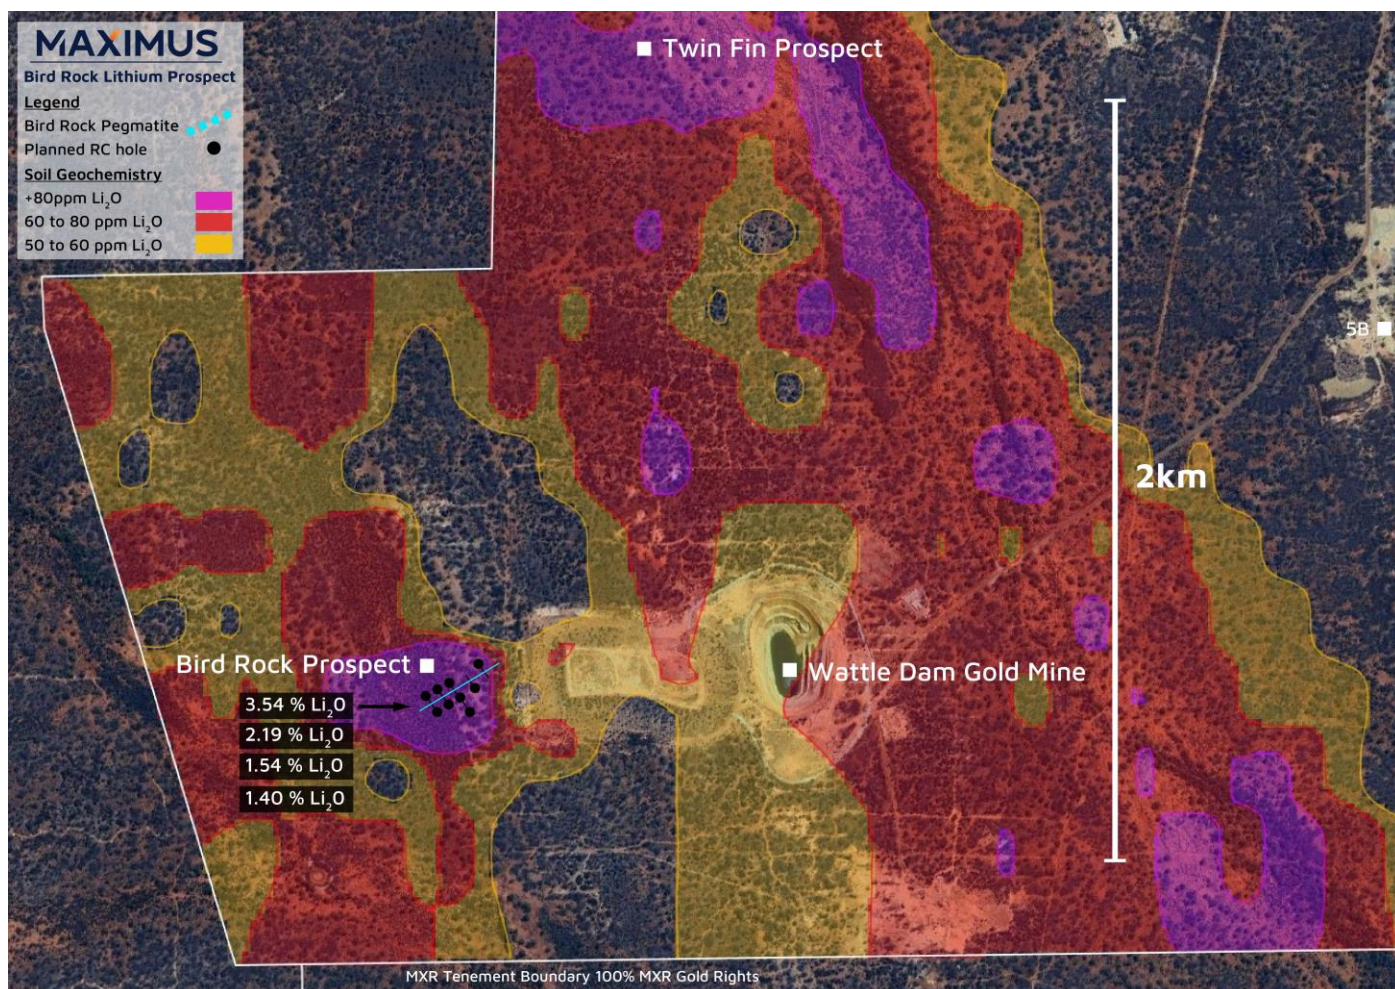 MAXIMUS
Bird Rock Lithium Prospect
Legend
Bird Rock Pegmatite
Planned RC hole
Soil Geochemistry
+80ppm Li₂O
60 to 80 ppm Li₂O
50 to 60 ppm Li₂O
Twin Fin Prospect
5B
2km
Bird Rock Prospect
Wattle Dam Gold Mine
3.54 % Li₂O
2.19 % Li₂O
1.54 % Li₂O
1.40 % Li₂O
MXR Tenement Boundary 100% MXR Gold Rights